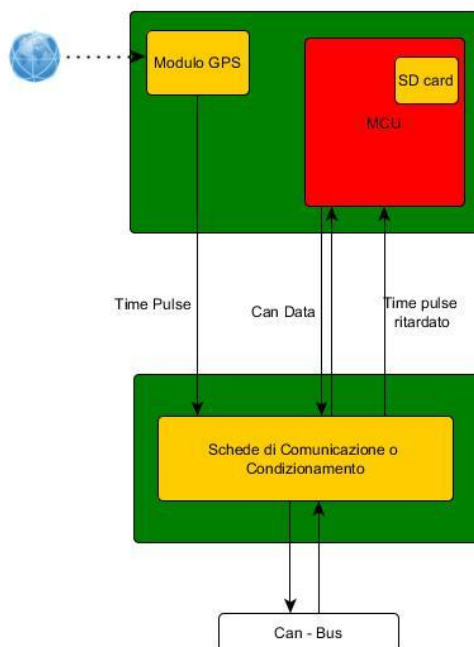 Modulo GPS
SD card
MCU
Time Pulse
Can Data
Time pulse
ritardato
Schede di Comunicazione o
Condizionamento
Can - Bus